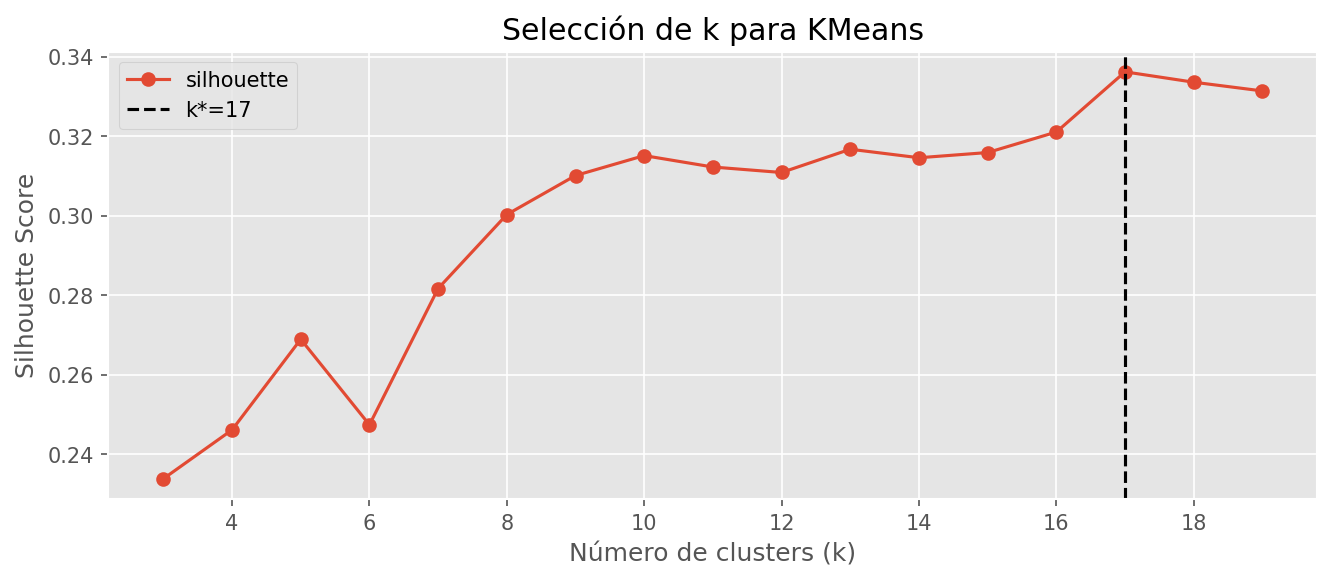 Selección de k para KMeans
silhouette
k*=17
Silhouette Score
0.34
0.32
0.30
0.28
0.26
0.24
4 6 8 10 12 14 16 18
Número de clusters (k)